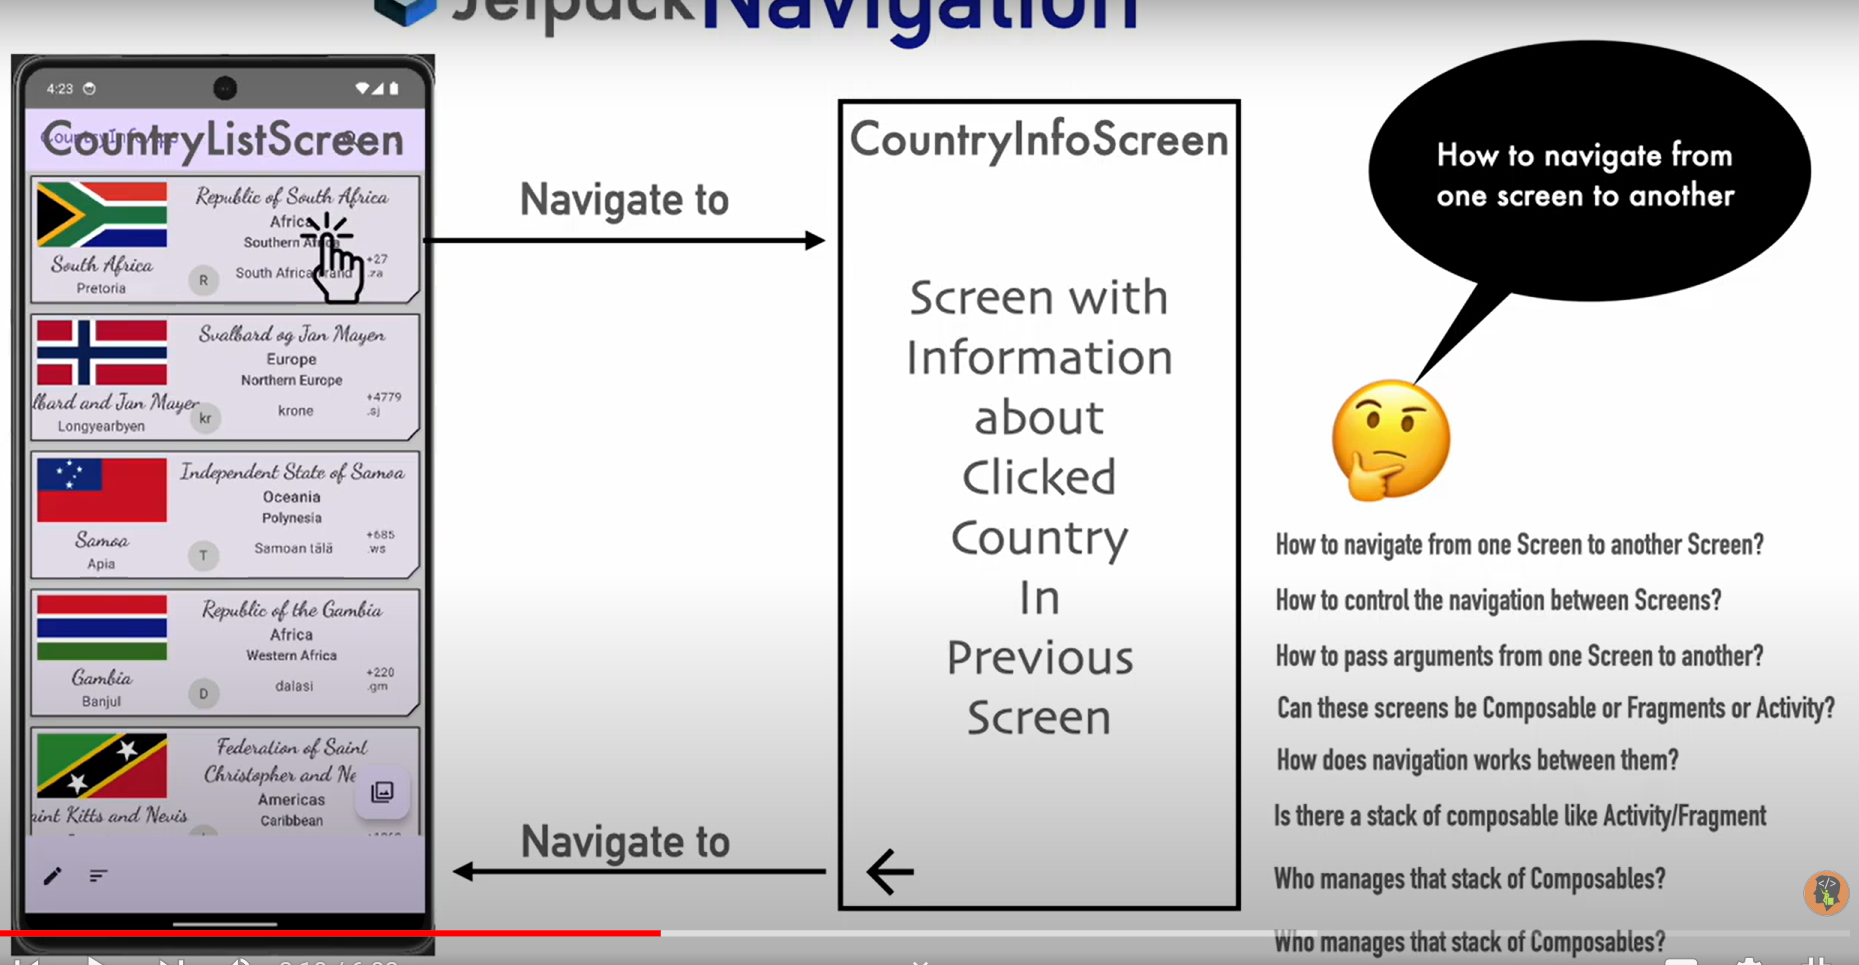 Jetpack Navigation
4:23
CountryListScreen
Republic of South Africa
Africa
Southern Africa
South Africa
Pretoria
R
South African rand
+27
.za
Svalbard og Jan Mayen
Europe
Northern Europe
lbard and Jan Mayen
Longyearbyen
kr
krone
+4779
.sj
Independent State of Samoa
Oceania
Polynesia
Samoa
Apia
T
Samoan tālā
+685
.ws
Republic of the Gambia
Africa
Western Africa
Gambia
Banjul
D
dalasi
+220
.gm
Federation of Saint
Christopher and Ne
Americas
Caribbean
aint Kitts and Nevis
Navigate to
Navigate to
CountryInfoScreen
Screen with
Information
about
Clicked
Country
In
Previous
Screen
How to navigate from
one screen to another
How to navigate from one Screen to another Screen?
How to control the navigation between Screens?
How to pass arguments from one Screen to another?
Can these screens be Composable or Fragments or Activity?
How does navigation works between them?
Is there a stack of composable like Activity/Fragment
Who manages that stack of Composables?
Who manages that stack of Composables?